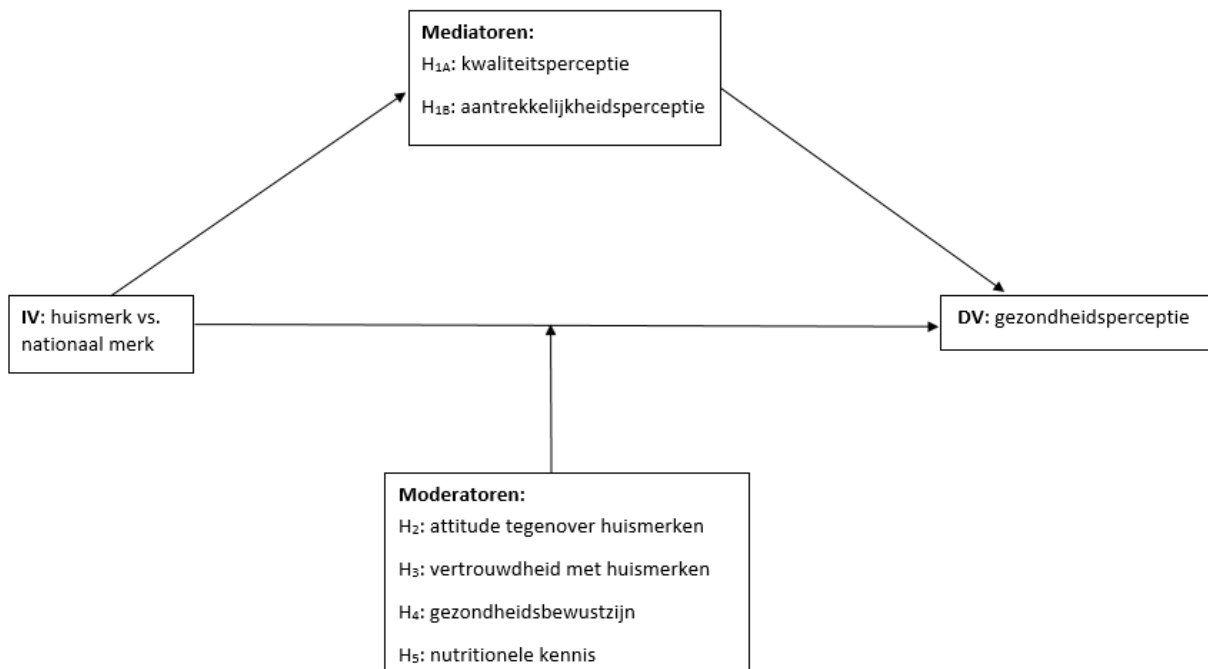 Mediatoren:
H1A: kwaliteitsperceptie
H1B: aantrekkelijkheidsperceptie
IV: huismerk vs.
nationaal merk
DV: gezondheidsperceptie
Moderatoren:
H2: attitude tegenover huismerken
H3: vertrouwdheid met huismerken
H4: gezondheidsbewustzijn
H5: nutritionele kennis